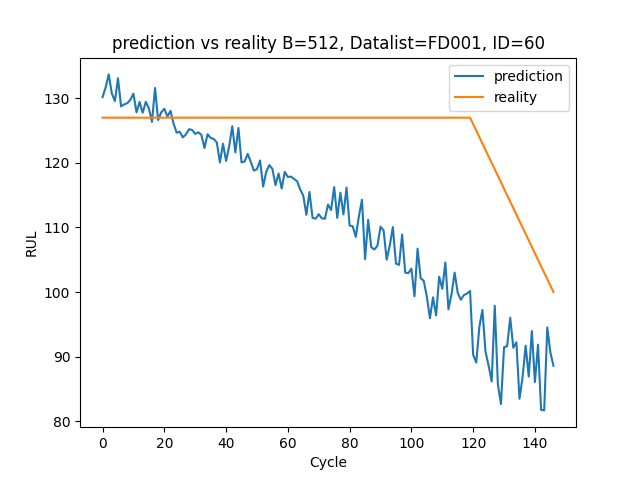 prediction vs reality B=512, Datalist=FD001, ID=60
prediction
reality
RUL
130
120
110
100
90
80
0 20 40 60 80 100 120 140
Cycle